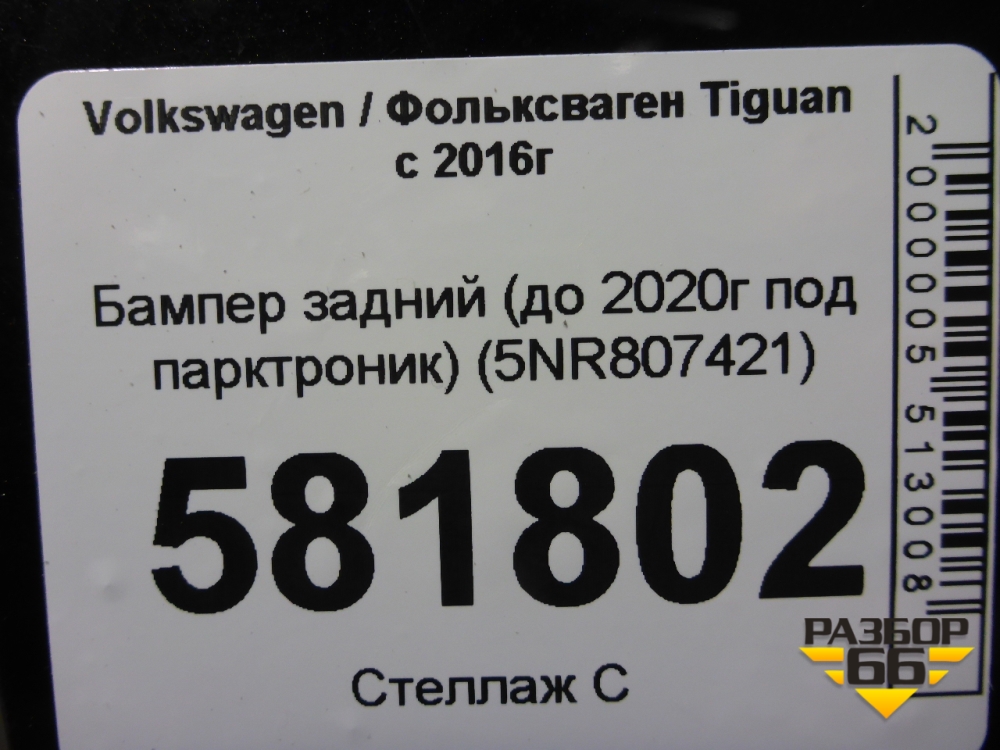 Volkswagen / Фольксваген Tiguan
с 2016г
Бампер задний (до 2020г под
парктроник) (5NR807421)
581802
Стеллаж С
2000005513008
РАЗБОР
66